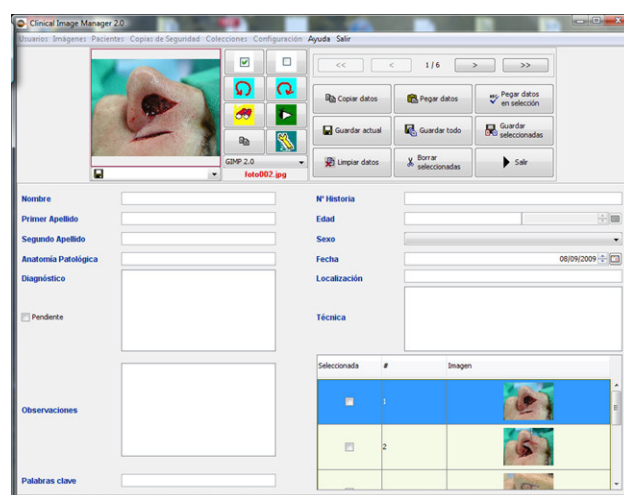 Clinical Image Manager 2.0
Usuarios Imágenes Pacientes Copias de Seguridad Colecciones Configuración Ayuda Salir
<< < 1/6 > >>
Copiar datos
Pegar datos
Pegar datos en selección
Guardar actual
Guardar todo
Guardar seleccionadas
GIMP 2.0
Limpiar datos
Borrar seleccionadas
Salir
foto002.jpg
Nombre
Nº Historia
Primer Apellido
Edad
Segundo Apellido
Sexo
Anatomía Patológica
Fecha 08/09/2009
Diagnóstico
Localización
Pendiente
Técnica
Seleccionada # Imagen
1
Observaciones
2
Palabras clave